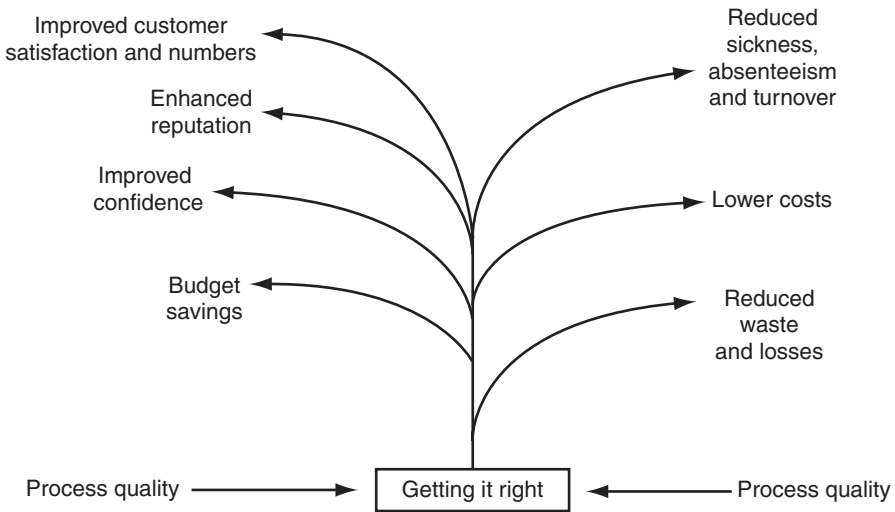 Improved customer
satisfaction and numbers
Enhanced
reputation
Improved
confidence
Budget
savings
Reduced
sickness,
absenteeism
and turnover
Lower costs
Reduced
waste
and losses
Process quality
Getting it right
Process quality